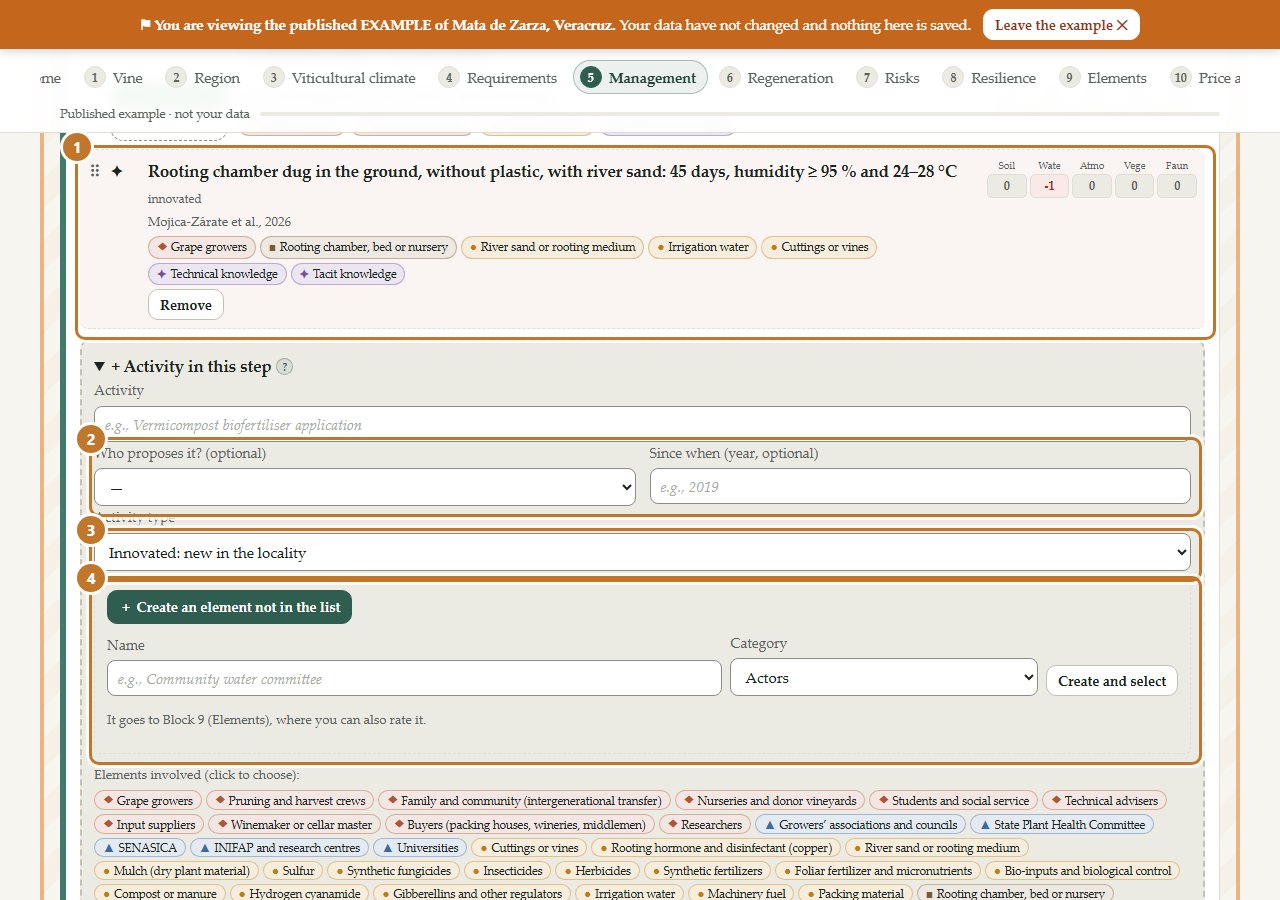 ⚑ You are viewing the published EXAMPLE of Mata de Zarza, Veracruz. Your data have not changed and nothing here is saved. Leave the example ✕
me 1 Vine 2 Region 3 Viticultural climate 4 Requirements 5 Management 6 Regeneration 7 Risks 8 Resilience 9 Elements 10 Price a
Published example · not your data
1
Rooting chamber dug in the ground, without plastic, with river sand: 45 days, humidity ≥ 95 % and 24–28 °C
Soil Wate Atmo Vege Faun
0 -1 0 0 0
innovated
Mojica-Zárate et al., 2026
Grape growers Rooting chamber, bed or nursery River sand or rooting medium Irrigation water Cuttings or vines
Technical knowledge Tacit knowledge
Remove
▼ + Activity in this step ?
Activity
e.g., Vermicompost biofertiliser application
2
Who proposes it? (optional) Since when (year, optional)
— e.g., 2019
Activity type
3
Innovated: new in the locality
4
+ Create an element not in the list
Name Category
e.g., Community water committee Actors Create and select
It goes to Block 9 (Elements), where you can also rate it.
Elements involved (click to choose):
Grape growers Pruning and harvest crews Family and community (intergenerational transfer) Nurseries and donor vineyards Students and social service Technical advisers
Input suppliers Winemaker or cellar master Buyers (packing houses, wineries, middlemen) Researchers Growers’ associations and councils State Plant Health Committee
SENASICA INIFAP and research centres Universities Cuttings or vines Rooting hormone and disinfectant (copper) River sand or rooting medium
Mulch (dry plant material) Sulfur Synthetic fungicides Insecticides Herbicides Synthetic fertilizers Foliar fertilizer and micronutrients Bio-inputs and biological control
Compost or manure Hydrogen cyanamide Gibberellins and other regulators Irrigation water Machinery fuel Packing material Rooting chamber, bed or nursery